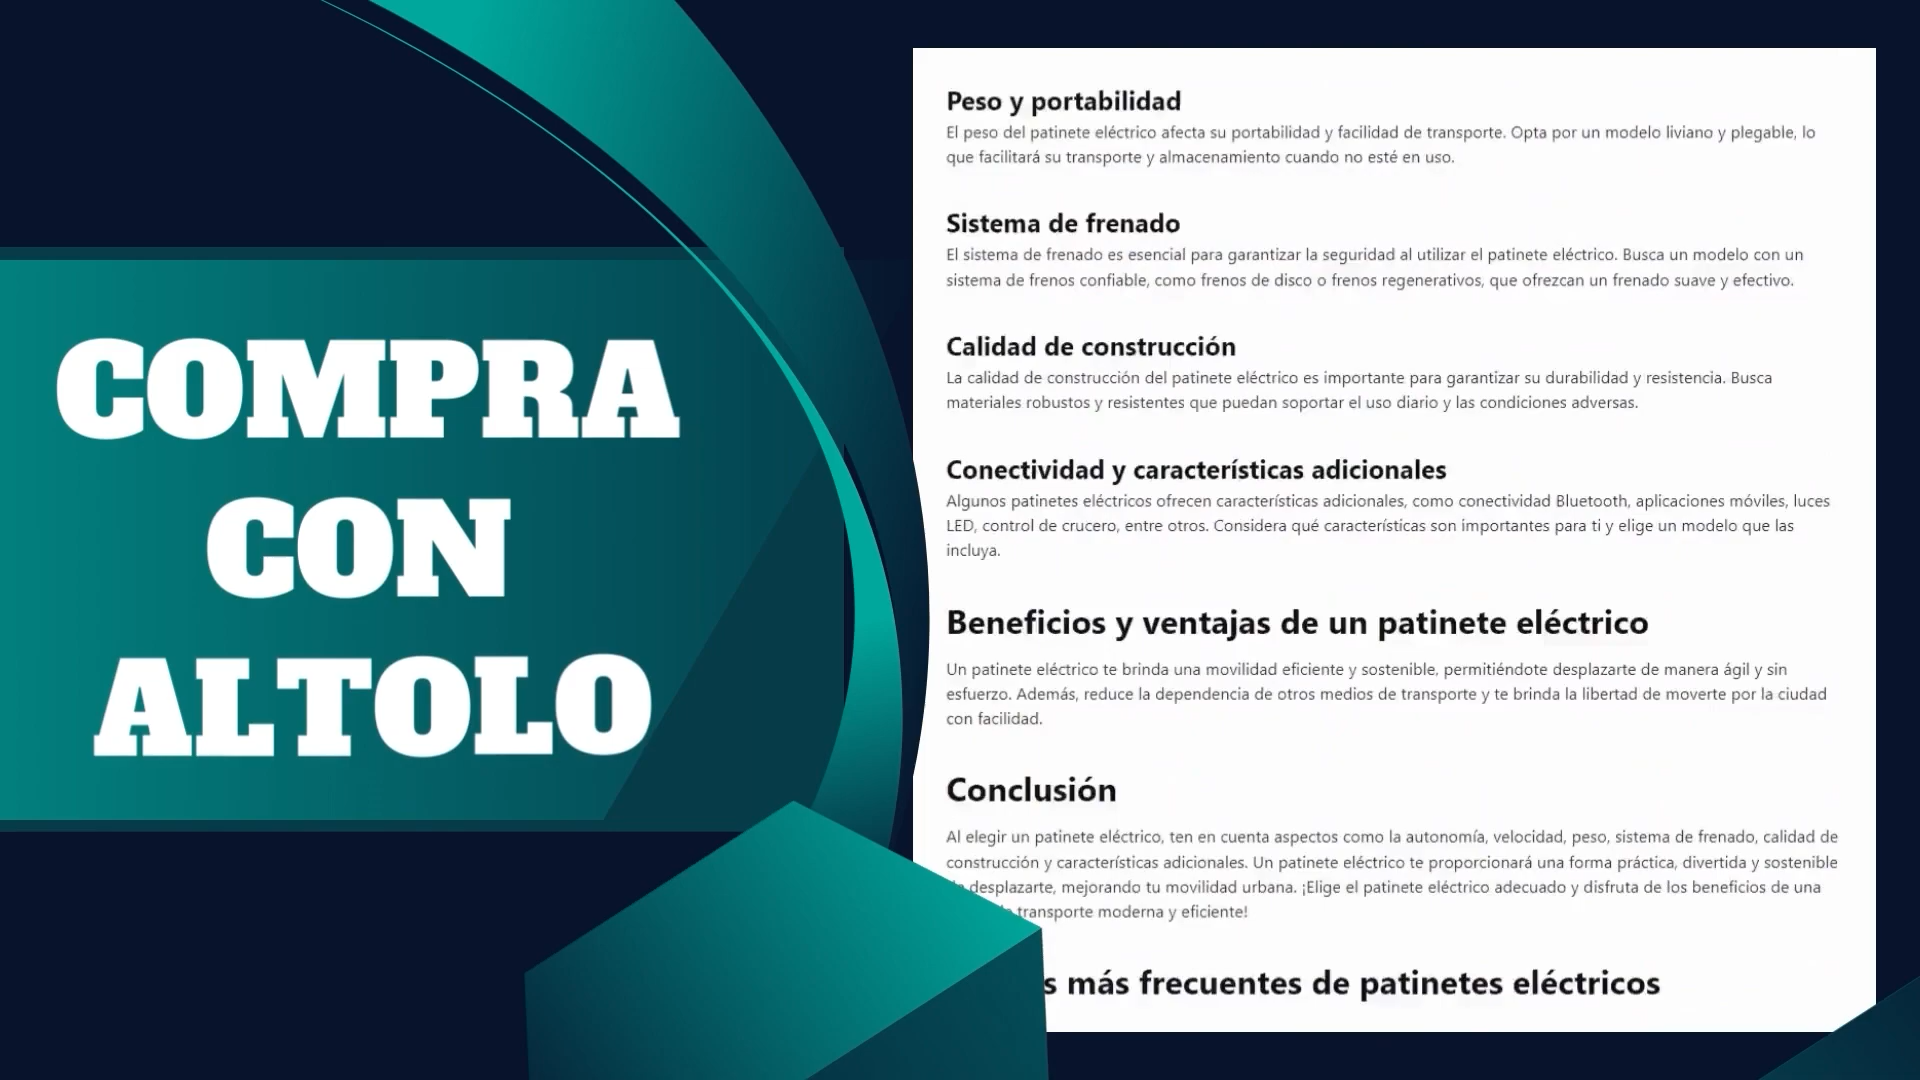 COMPRA
CON
ALTOLO
Peso y portabilidad
El peso del patinete eléctrico afecta su portabilidad y facilidad de transporte. Opta por un modelo liviano y plegable, lo
que facilitará su transporte y almacenamiento cuando no esté en uso.
Sistema de frenado
El sistema de frenado es esencial para garantizar la seguridad al utilizar el patinete eléctrico. Busca un modelo con un
sistema de frenos confiable, como frenos de disco o frenos regenerativos, que ofrezcan un frenado suave y efectivo.
Calidad de construcción
La calidad de construcción del patinete eléctrico es importante para garantizar su durabilidad y resistencia. Busca
materiales robustos y resistentes que puedan soportar el uso diario y las condiciones adversas.
Conectividad y características adicionales
Algunos patinetes eléctricos ofrecen características adicionales, como conectividad Bluetooth, aplicaciones móviles, luces
LED, control de crucero, entre otros. Considera qué características son importantes para ti y elige un modelo que las
incluya.
Beneficios y ventajas de un patinete eléctrico
Un patinete eléctrico te brinda una movilidad eficiente y sostenible, permitiéndote desplazarte de manera ágil y sin
esfuerzo. Además, reduce la dependencia de otros medios de transporte y te brinda la libertad de moverte por la ciudad
con facilidad.
Conclusión
Al elegir un patinete eléctrico, ten en cuenta aspectos como la autonomía, velocidad, peso, sistema de frenado, calidad de
construcción y características adicionales. Un patinete eléctrico te proporcionará una forma práctica, divertida y sostenible
desplazarte, mejorando tu movilidad urbana. ¡Elige el patinete eléctrico adecuado y disfruta de los beneficios de una
transporte moderna y eficiente!
más frecuentes de patinetes eléctricos